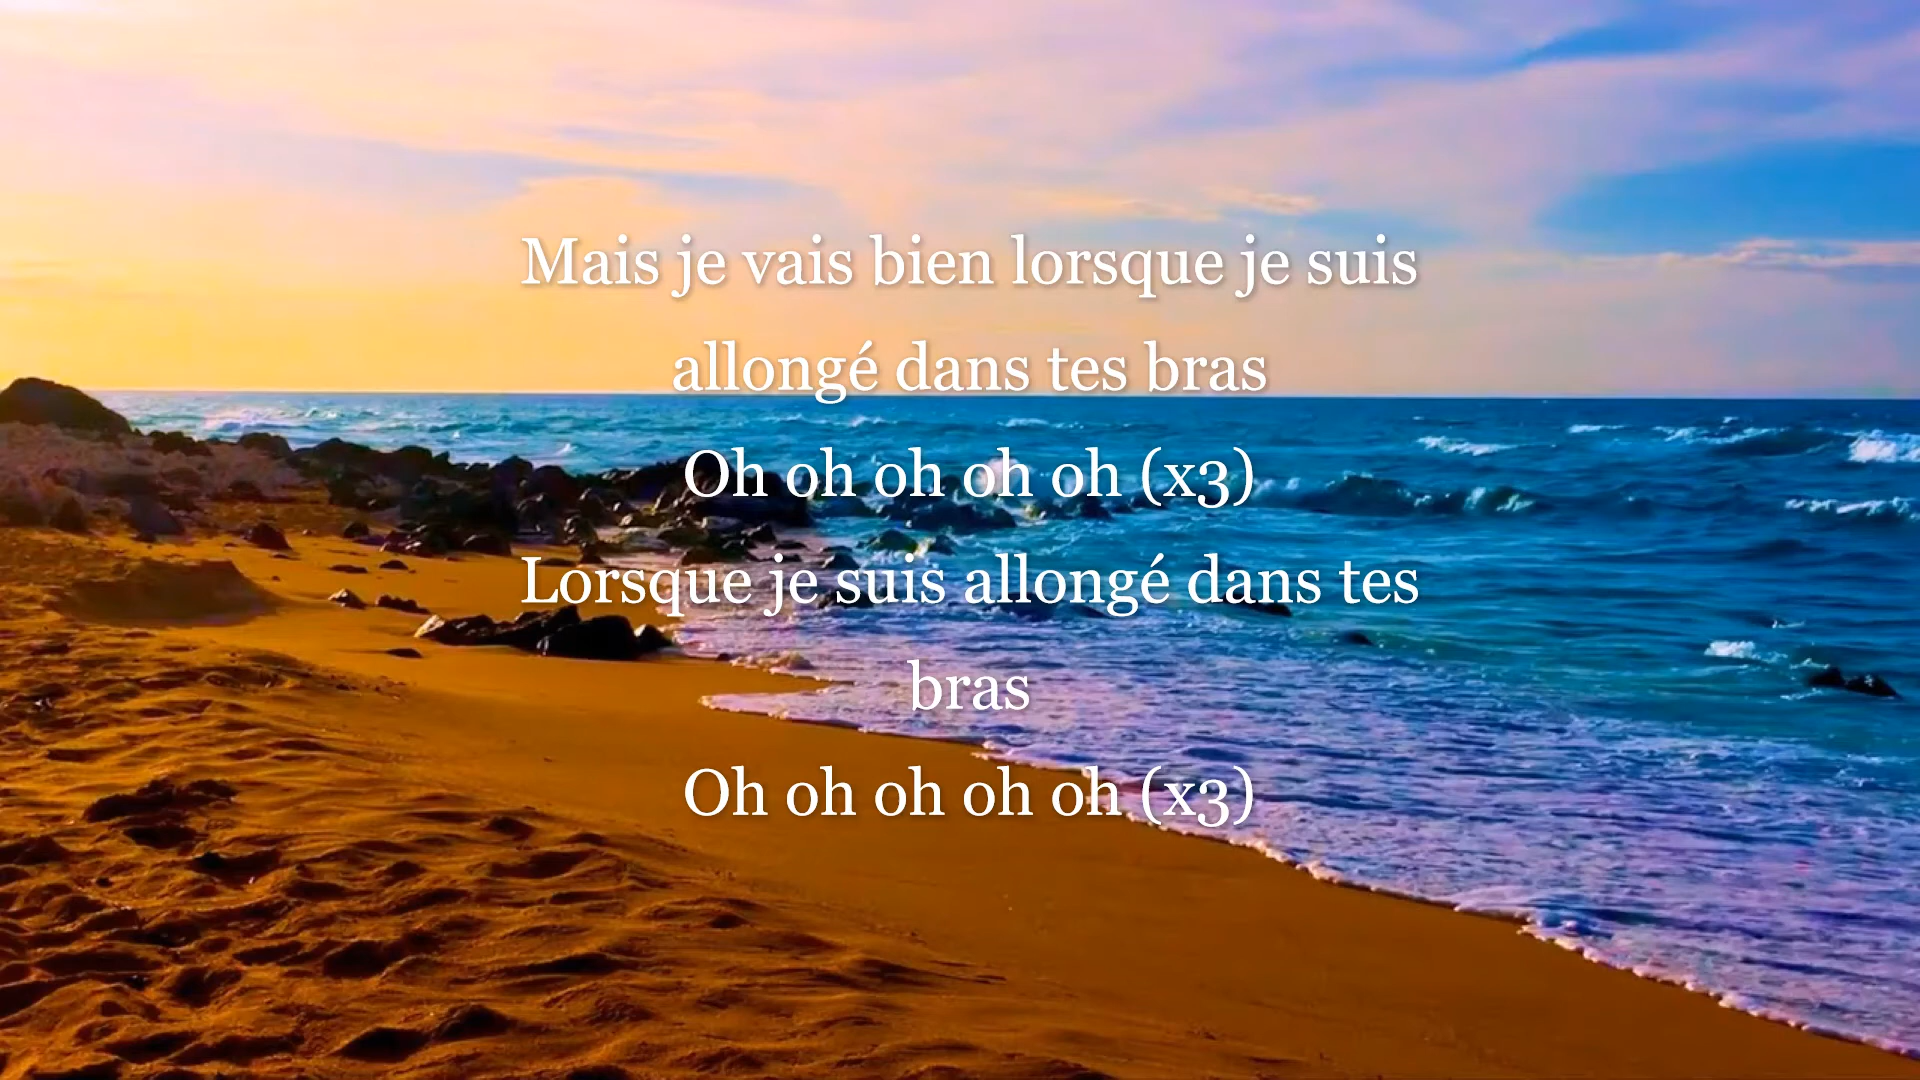 Mais je vais bien lorsque je suis
allongé dans tes bras
Oh oh oh oh oh (x3)
Lorsque je suis allongé dans tes
bras
Oh oh oh oh oh (x3)